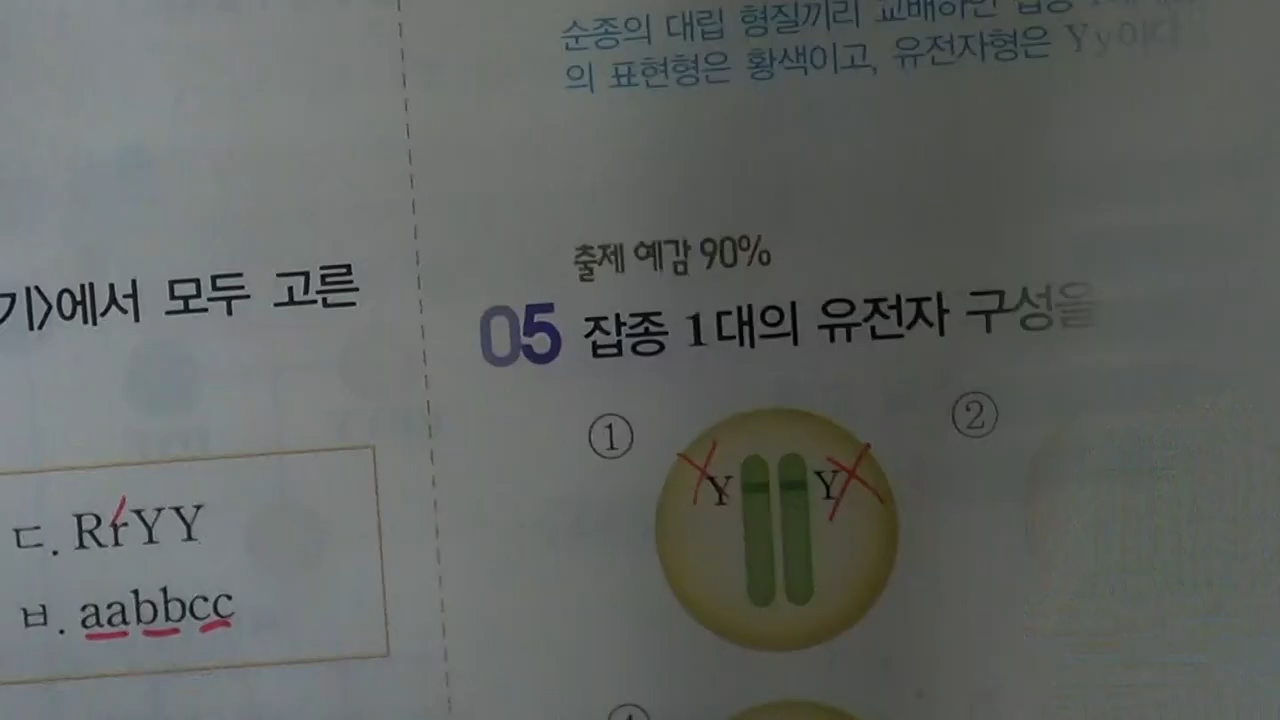 순종의 대립 형질끼리 교배하면 잡종
의 표현형은 황색이고, 유전자형은 Yy이다
기>에서 모두 고른
ㄷ. RrYY
ㅂ. aabbcc
출제 예감 90%
05 잡종 1대의 유전자 구성을
① Y Y
②
④